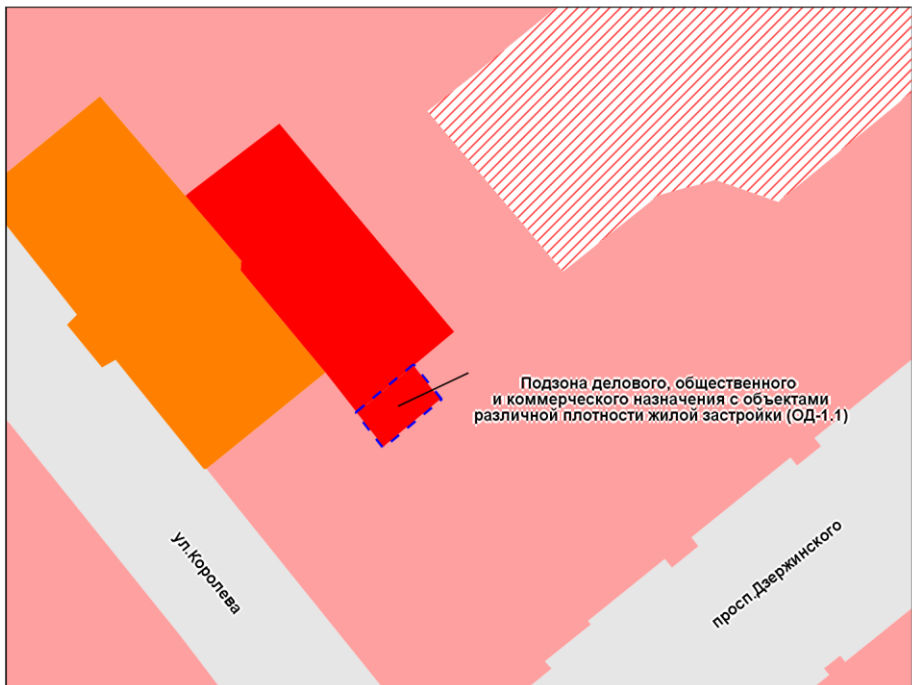 Подзона делового, общественного
и коммерческого назначения с объектами
различной плотности жилой застройки (ОД-1.1)
ул.Королева
просп.Дзержинского